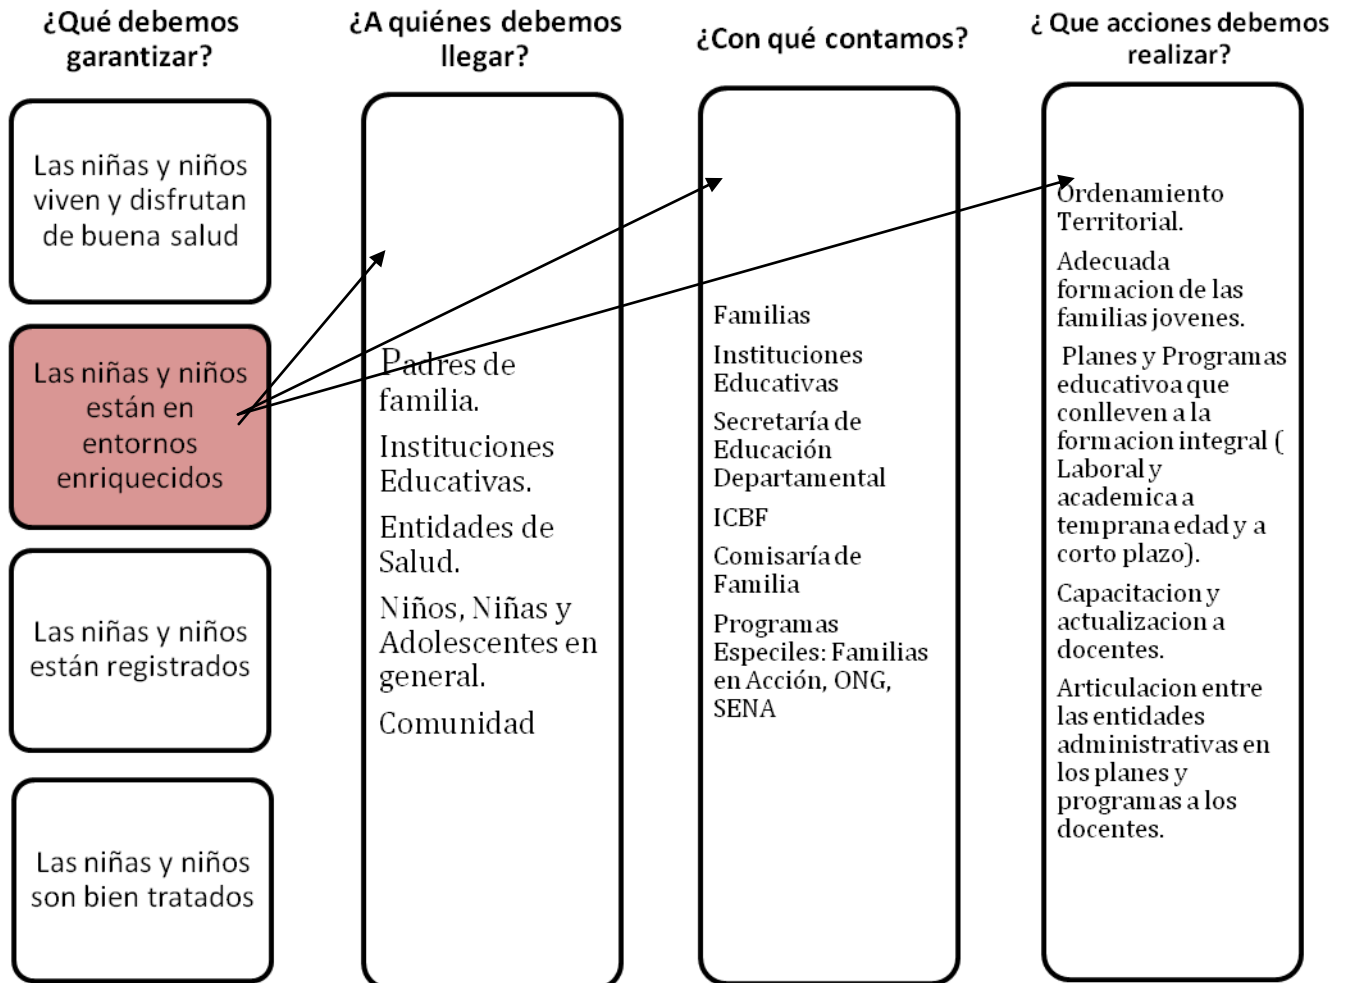 ¿Qué debemos
garantizar?
Las niñas y niños
viven y disfrutan
de buena salud
Las niñas y niños
están en
entornos
enriquecidos
Las niñas y niños
están registrados
Las niñas y niños
son bien tratados
¿A quiénes debemos
llegar?
Padres de
familia.
Instituciones
Educativas.
Entidades de
Salud.
Niños, Niñas y
Adolescentes en
general.
Comunidad
¿Con qué contamos?
Familias
Instituciones
Educativas
Secretaría de
Educación
Departamental
ICBF
Comisaría de
Familia
Programas
Especiles: Familias
en Acción, ONG,
SENA
¿ Que acciones debemos
realizar?
Ordenamiento
Territorial.
Adecuada
formacion de las
familias jovenes.
Planes y Programas
educativoa que
conlleven a la
formacion integral (
Laboral y
academica a
temprana edad y a
corto plazo).
Capacitacion y
actualizacion a
docentes.
Articulacion entre
las entidades
administrativas en
los planes y
programas a los
docentes.